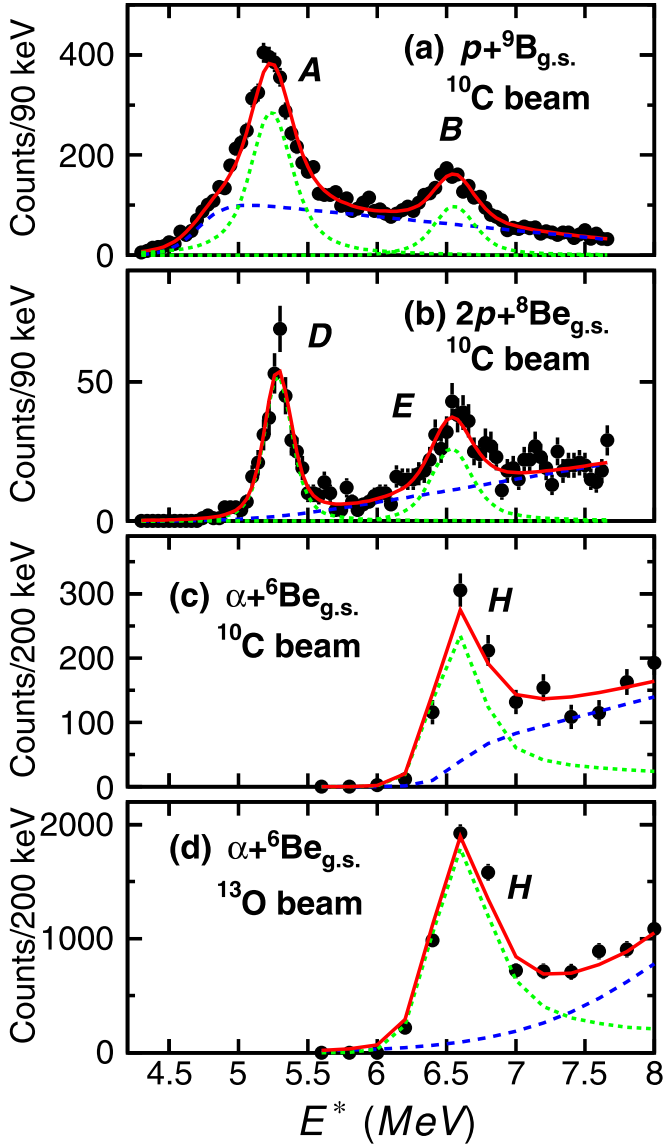 (a) p+⁹B_g.s.
¹⁰C beam
A
B
Counts/90 keV
400
200
0
(b) 2p+⁸Be_g.s.
¹⁰C beam
D
E
Counts/90 keV
50
0
(c) α+⁶Be_g.s.
¹⁰C beam
H
Counts/200 keV
300
200
100
0
(d) α+⁶Be_g.s.
¹³O beam
H
Counts/200 keV
2000
1000
0
4.5 5 5.5 6 6.5 7 7.5 8
E* (MeV)